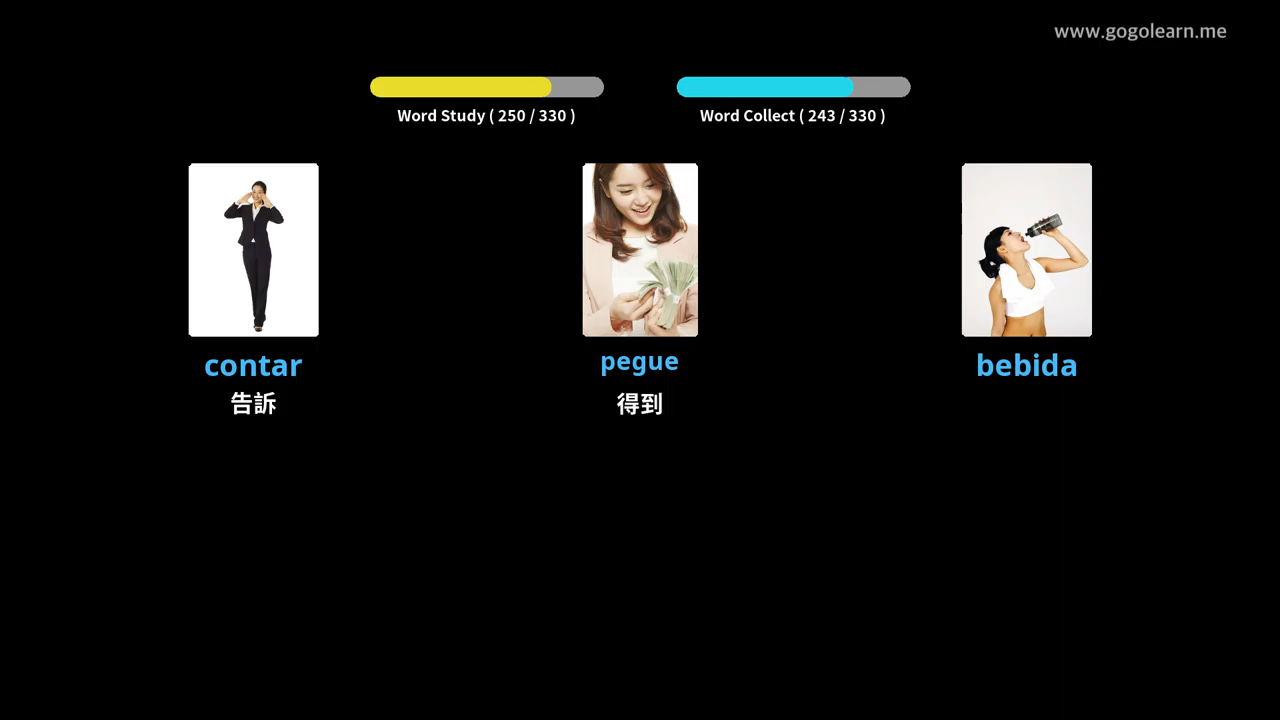 www.gogolearn.me
Word Study ( 250 / 330 )
Word Collect ( 243 / 330 )
contar
pegue
bebida
告訴
得到